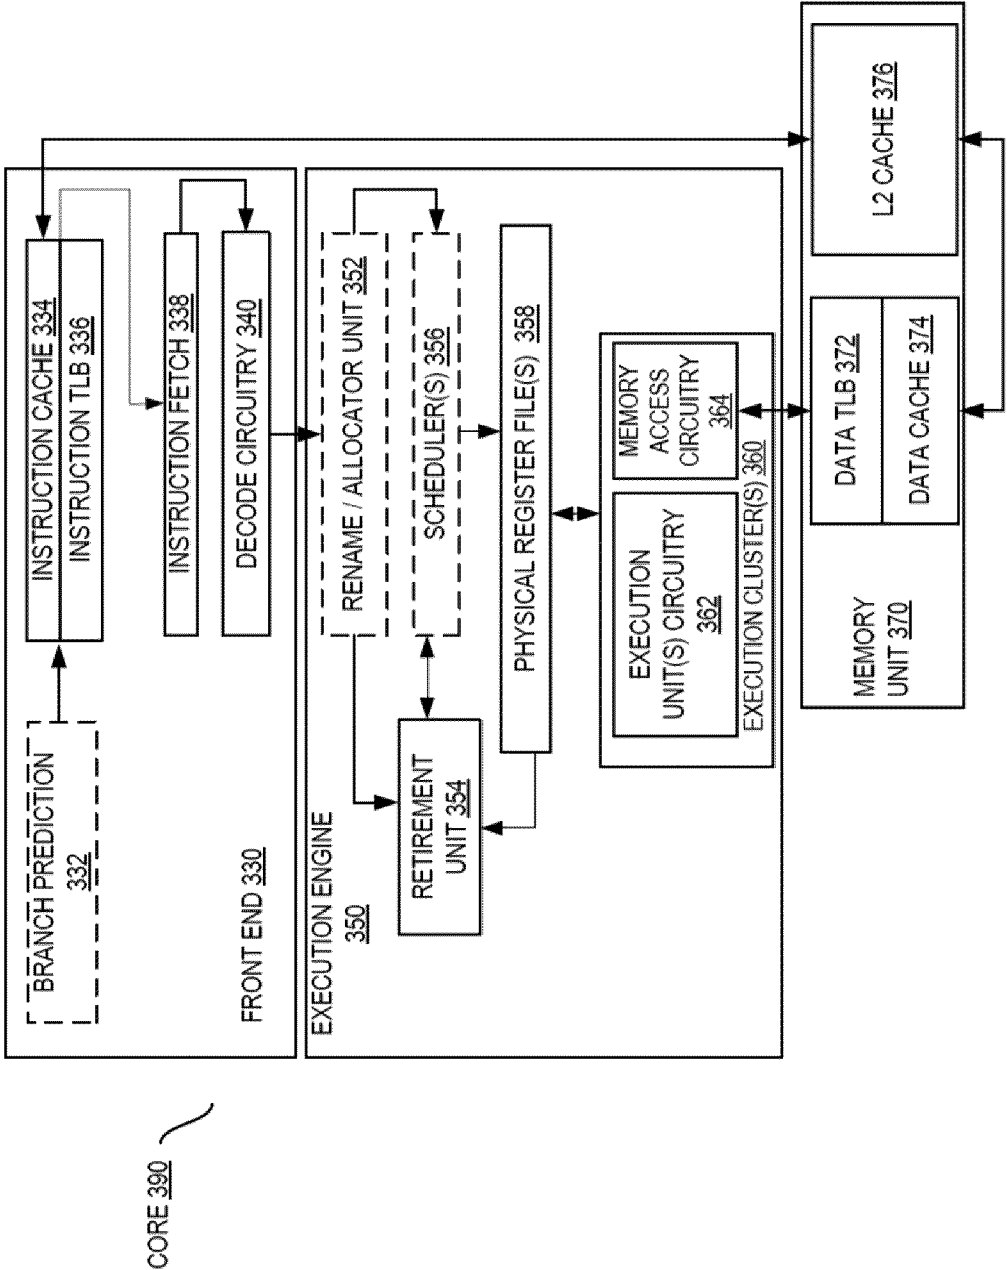 CORE 390
BRANCH PREDICTION
332
INSTRUCTION CACHE 334
INSTRUCTION TLB 336
INSTRUCTION FETCH 338
DECODE CIRCUITRY 340
FRONT END 330
EXECUTION ENGINE
350
RENAME / ALLOCATOR UNIT 352
RETIREMENT
UNIT 354
SCHEDULER(S) 356
PHYSICAL REGISTER FILE(S) 358
EXECUTION
UNIT(S) CIRCUITRY
362
MEMORY
ACCESS
CIRCUITRY
364
EXECUTION CLUSTER(S) 360
MEMORY
UNIT 370
DATA TLB 372
DATA CACHE 374
L2 CACHE 376